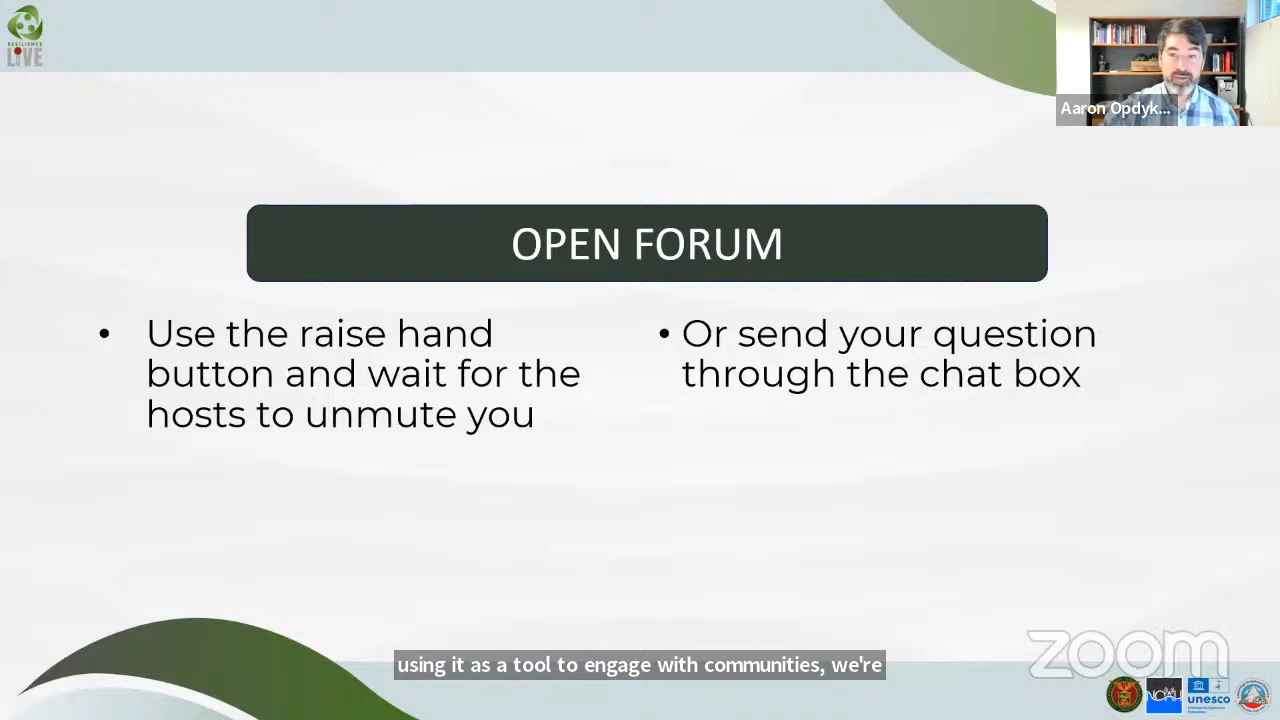 RESILIENCE
LIVE
Aaron Opdyk...
OPEN FORUM
• Use the raise hand
button and wait for the
hosts to unmute you
• Or send your question
through the chat box
using it as a tool to engage with communities, we're
zoom
NOAH
unesco